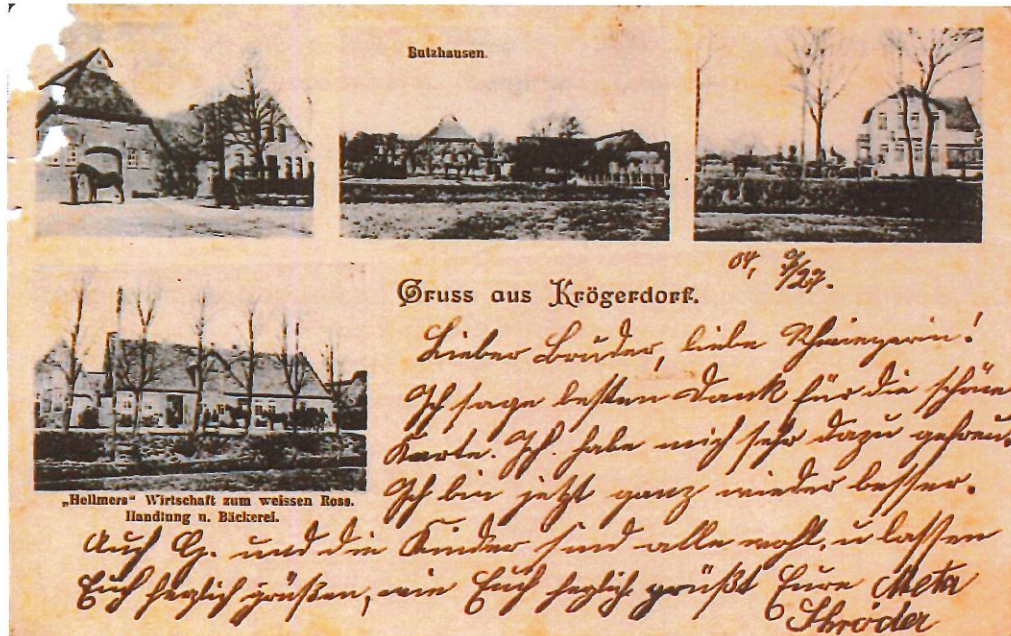 Butzhausen.
04, 9/27.
Gruss aus Krögerdorf.
Lieber Bruder, liebe Schwiegerin!
Ich sage besten Dank für die schöne
Karte. Ich habe mich sehr dazu gefreut.
Ich bin jetzt ganz wieder besser.
„Hellmers“ Wirtschaft zum weissen Ross.
Handlung u. Bäckerei.
Auch G. und die Kinder sind alle wohl, u lassen
Euch herzlich grüßen, wie Euch herzlich grüßt Eure Meta
Schröder